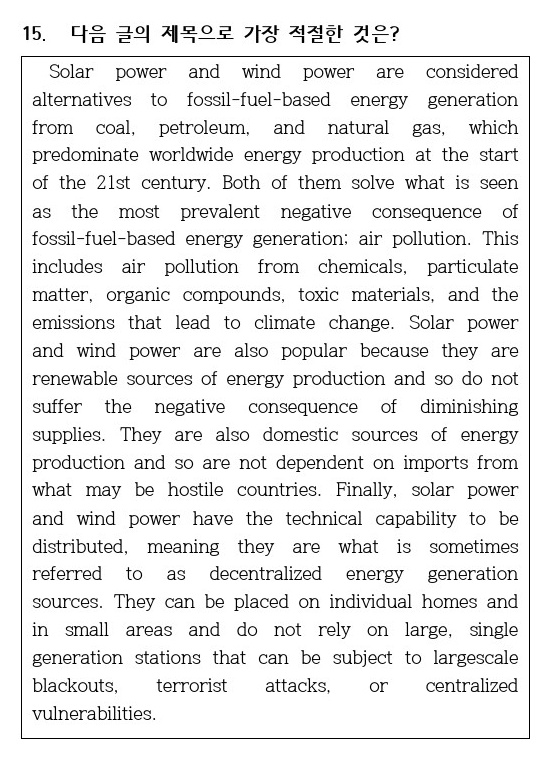 15. 다음 글의 제목으로 가장 적절한 것은?
Solar power and wind power are considered
alternatives to fossil-fuel-based energy generation
from coal, petroleum, and natural gas, which
predominate worldwide energy production at the start
of the 21st century. Both of them solve what is seen
as the most prevalent negative consequence of
fossil-fuel-based energy generation; air pollution. This
includes air pollution from chemicals, particulate
matter, organic compounds, toxic materials, and the
emissions that lead to climate change. Solar power
and wind power are also popular because they are
renewable sources of energy production and so do not
suffer the negative consequence of diminishing
supplies. They are also domestic sources of energy
production and so are not dependent on imports from
what may be hostile countries. Finally, solar power
and wind power have the technical capability to be
distributed, meaning they are what is sometimes
referred to as decentralized energy generation
sources. They can be placed on individual homes and
in small areas and do not rely on large, single
generation stations that can be subject to largescale
blackouts, terrorist attacks, or centralized
vulnerabilities.